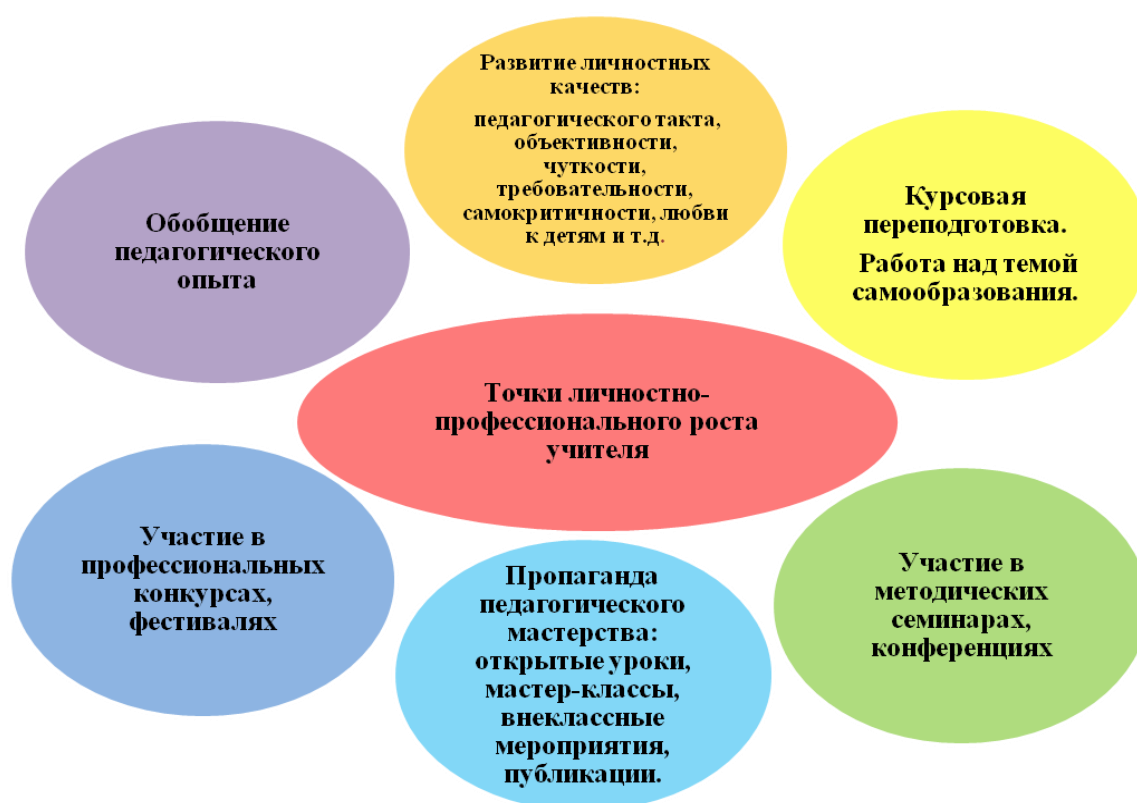 Развитие личностных
качеств:
педагогического такта,
объективности,
чуткости,
требовательности,
самокритичности, любви
к детям и т.д.
Обобщение
педагогического
опыта
Курсовая
переподготовка.
Работа над темой
самообразования.
Точки личностно-
профессионального роста
учителя
Участие в
профессиональных
конкурсах,
фестивалях
Пропаганда
педагогического
мастерства:
открытые уроки,
мастер-классы,
внеклассные
мероприятия,
публикации.
Участие в
методических
семинарах,
конференциях